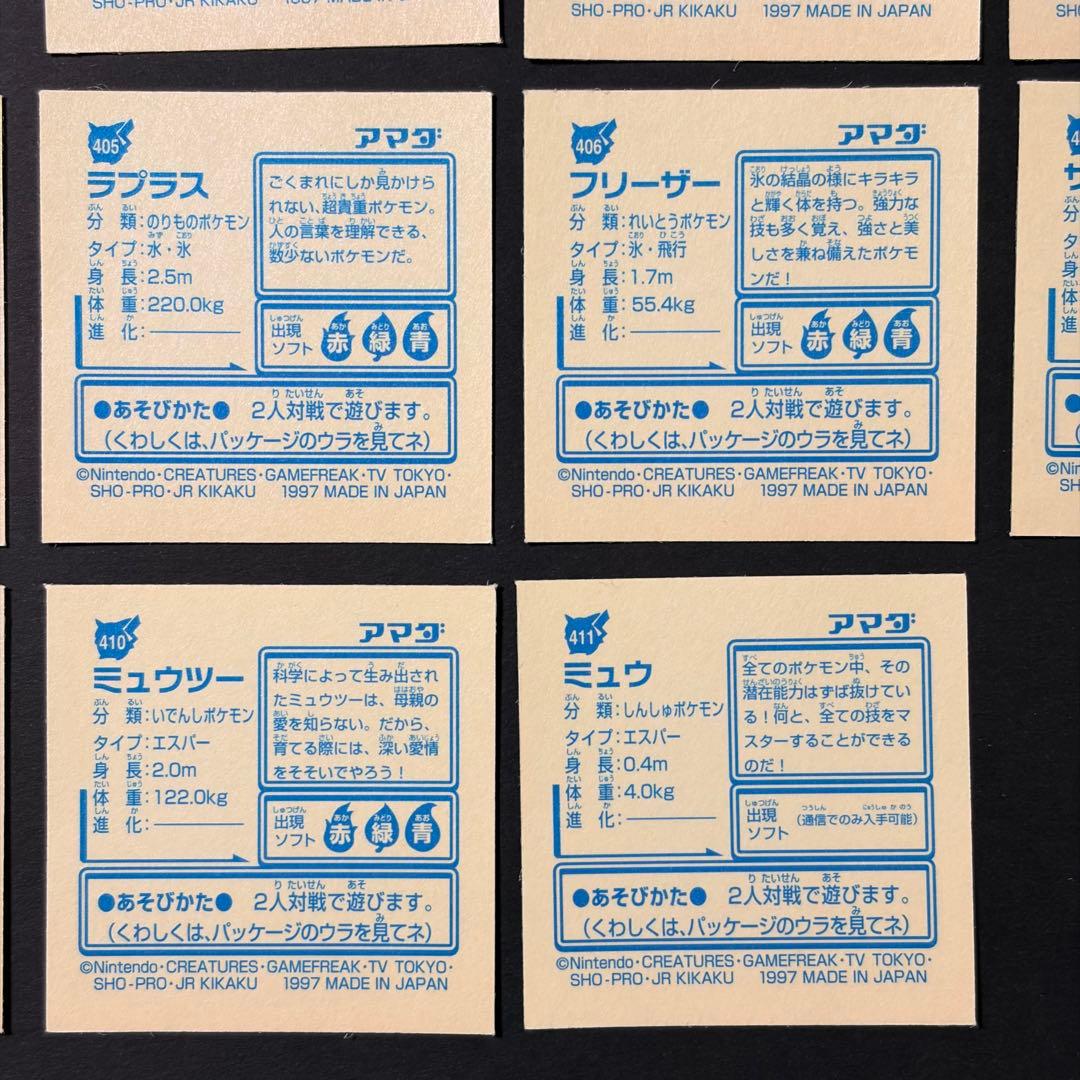 SHO-PRO・JR KIKAKU 1997 MADE IN JAPAN
SHO-PRO・JR KIKAKU 1997 MADE IN JAPAN
SH
405
アマダ
ラプラス
分類:のりものポケモン
タイプ:水・氷
身長:2.5m
体重:220.0kg
進化:
ごくまれにしか見かけら
れない、超貴重ポケモン。
人の言葉を理解できる、
数少ないポケモンだ。
出現
ソフト
赤 緑 青
●あそびかた● 2人対戦で遊びます。
(くわしくは、パッケージのウラを見てネ)
©Nintendo・CREATURES・GAMEFREAK・TV TOKYO・
SHO-PRO・JR KIKAKU 1997 MADE IN JAPAN
406
アマダ
フリーザー
分類:れいとうポケモン
タイプ:氷・飛行
身長:1.7m
体重:55.4kg
進化:
氷の結晶の様にキラキラ
と輝く体を持つ。強力な
技も多く覚え、強さと美
しさを兼ね備えたポケモ
ンだ!
出現
ソフト
赤 緑 青
●あそびかた● 2人対戦で遊びます。
(くわしくは、パッケージのウラを見てネ)
©Nintendo・CREATURES・GAMEFREAK・TV TOKYO・
SHO-PRO・JR KIKAKU 1997 MADE IN JAPAN
分
タイ
身
体
進
©Nin
SH
410
アマダ
ミュウツー
分類:いでんしポケモン
タイプ:エスパー
身長:2.0m
体重:122.0kg
進化:
科学によって生み出され
たミュウツーは、母親の
愛を知らない。だから、
育てる際には、深い愛情
をそそいでやろう!
出現
ソフト
赤 緑 青
●あそびかた● 2人対戦で遊びます。
(くわしくは、パッケージのウラを見てネ)
©Nintendo・CREATURES・GAMEFREAK・TV TOKYO・
SHO-PRO・JR KIKAKU 1997 MADE IN JAPAN
411
アマダ
ミュウ
分類:しんしゅポケモン
タイプ:エスパー
身長:0.4m
体重:4.0kg
進化:
全てのポケモン中、その
潜在能力はずば抜けてい
る!何と、全ての技をマ
スターすることができる
のだ!
出現
ソフト
(通信でのみ入手可能)
●あそびかた● 2人対戦で遊びます。
(くわしくは、パッケージのウラを見てネ)
©Nintendo・CREATURES・GAMEFREAK・TV TOKYO・
SHO-PRO・JR KIKAKU 1997 MADE IN JAPAN